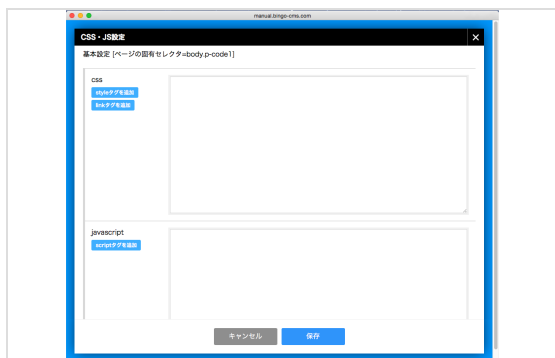 manual.bingo-cms.com
CSS・JS設定
×
基本設定 [ページの固有セレクタ=body.p-code1]
css
styleタグを追加
linkタグを追加
javascript
scriptタグを追加
キャンセル
保存